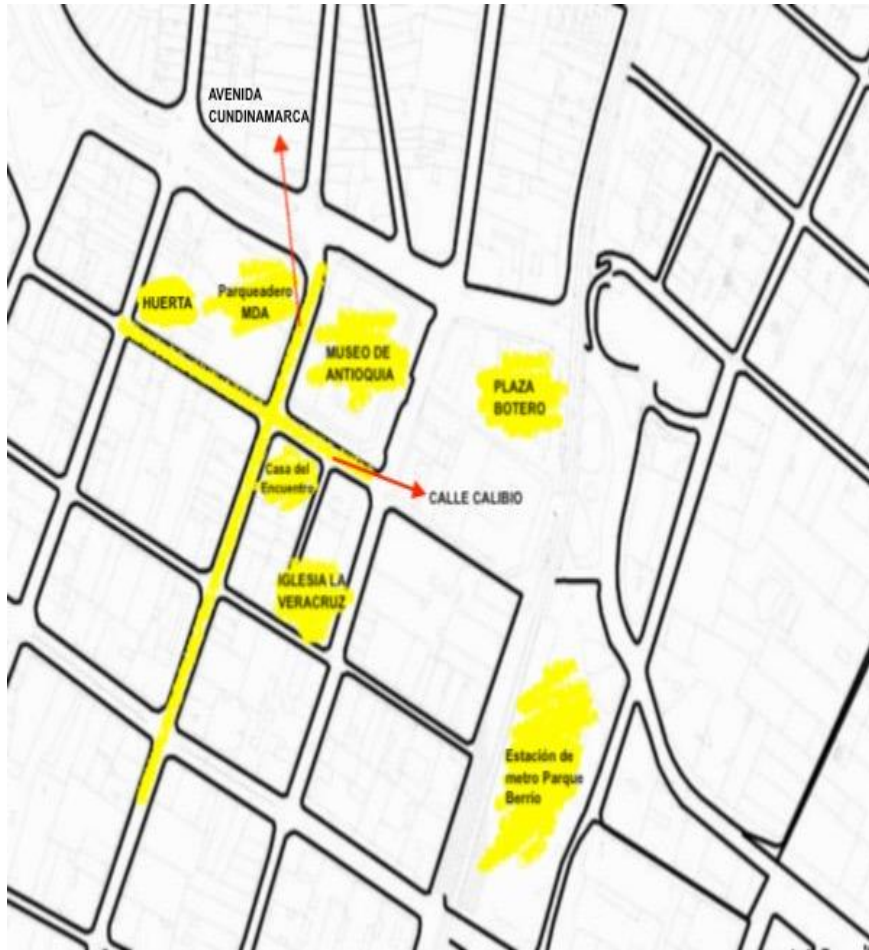 AVENIDA
CUNDINAMARCA
HUERTA
Parqueadero
MDA
MUSEO DE
ANTIOQUIA
PLAZA
BOTERO
Casa del
Encuentro
CALLE CALIBIO
IGLESIA LA
VERACRUZ
Estación de
metro Parque
Berrío